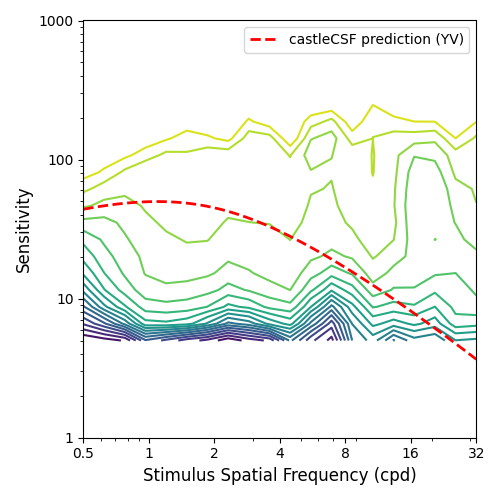 1000
castleCSF prediction (YV)
100
Sensitivity
10
1
0.5 1 2 4 8 16 32
Stimulus Spatial Frequency (cpd)